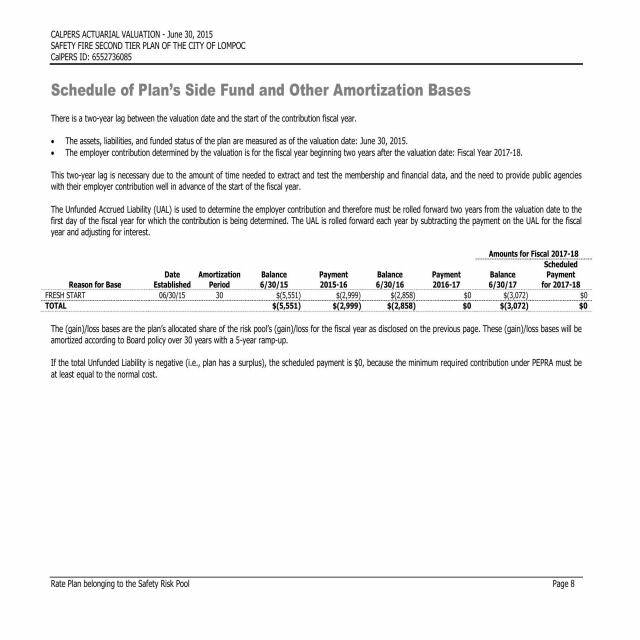 CALPERS ACTUARIAL VALUATION - June 30, 2015
SAFETY FIRE SECOND TIER PLAN OF THE CITY OF LOMPOC
CalPERS ID: 6552736085
Schedule of Plan's Side Fund and Other Amortization Bases
There is a two-year lag between the valuation date and the start of the contribution fiscal year.
• The assets, liabilities, and funded status of the plan are measured as of the valuation date: June 30, 2015.
• The employer contribution determined by the valuation is for the fiscal year beginning two years after the valuation date: Fiscal Year 2017-18.
This two-year lag is necessary due to the amount of time needed to extract and test the membership and financial data, and the need to provide public agencies
with their employer contribution well in advance of the start of the fiscal year.
The Unfunded Accrued Liability (UAL) is used to determine the employer contribution and therefore must be rolled forward two years from the valuation date to the
first day of the fiscal year for which the contribution is being determined. The UAL is rolled forward each year by subtracting the payment on the UAL for the fiscal
year and adjusting for interest.
Amounts for Fiscal 2017-18
Scheduled
Date Amortization Balance Payment Balance Payment Balance Payment
Reason for Base Established Period 6/30/15 2015-16 6/30/16 2016-17 6/30/17 for 2017-18
FRESH START 06/30/15 30 $(5,551) $(2,999) $(2,858) $0 $(3,072) $0
TOTAL $(5,551) $(2,999) $(2,858) $0 $(3,072) $0
The (gain)/loss bases are the plan's allocated share of the risk pool's (gain)/loss for the fiscal year as disclosed on the previous page. These (gain)/loss bases will be
amortized according to Board policy over 30 years with a 5-year ramp-up.
If the total Unfunded Liability is negative (i.e., plan has a surplus), the scheduled payment is $0, because the minimum required contribution under PEPRA must be
at least equal to the normal cost.
Rate Plan belonging to the Safety Risk Pool Page 8